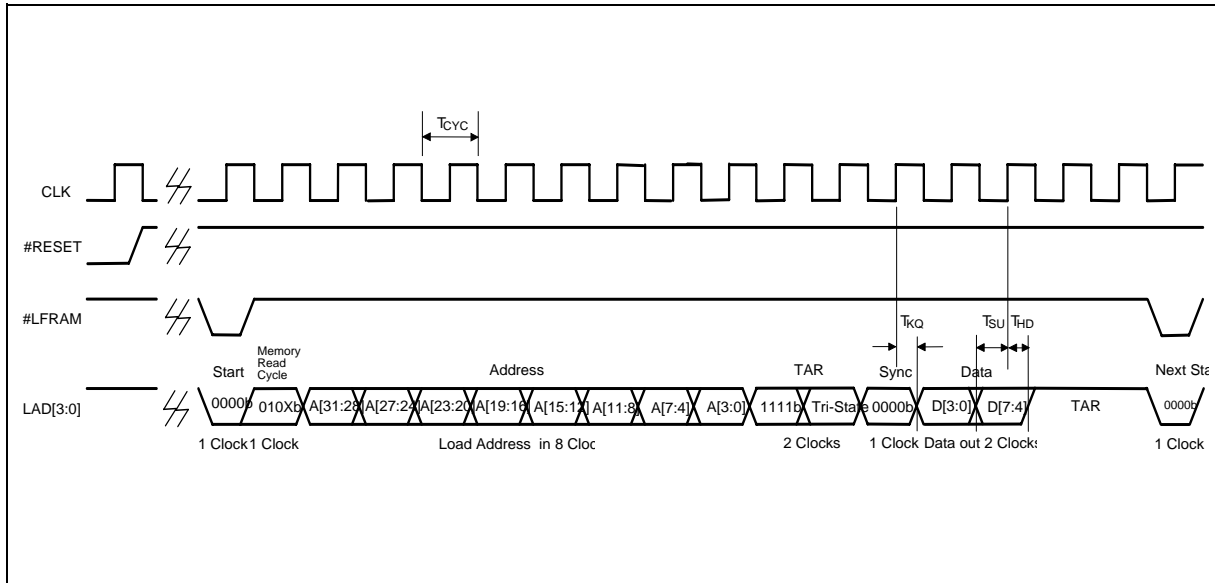 TCYC
CLK
#RESET
#LFRAM
TKQ
TSU
THD
Start
Memory
Read
Cycle
Address
TAR
Sync
Data
Next Sta
LAD[3:0]
0000b
010Xb
A[31:28]
A[27:24]
A[23:20]
A[19:16]
A[15:12]
A[11:8]
A[7:4]
A[3:0]
1111b
Tri-State
0000b
D[3:0]
D[7:4]
TAR
0000b
1 Clock
1 Clock
Load Address in 8 Cloc
2 Clocks
1 Clock
Data out 2 Clocks
1 Clock